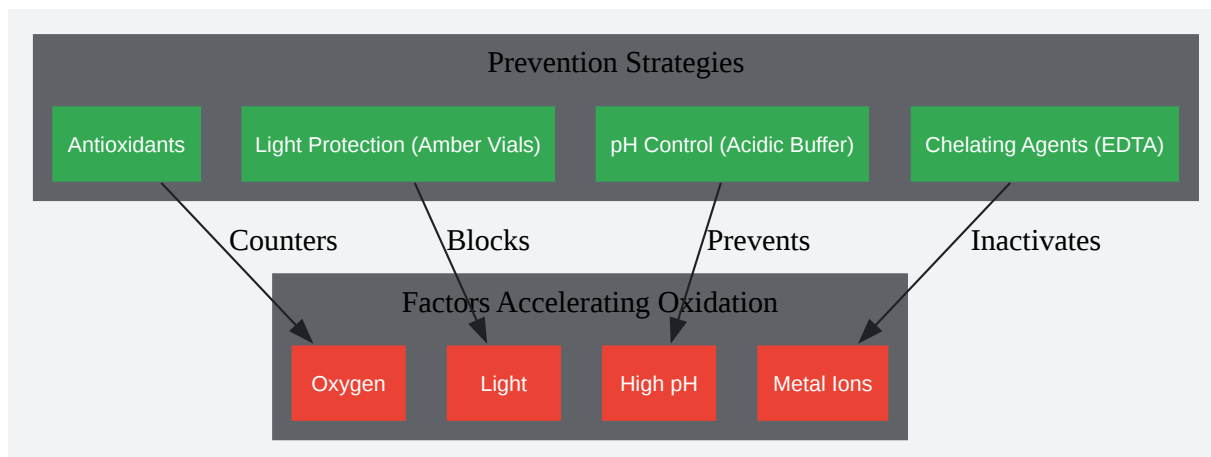 Prevention Strategies
Antioxidants
Light Protection (Amber Vials)
pH Control (Acidic Buffer)
Chelating Agents (EDTA)
Counters
Blocks
Prevents
Inactivates
Factors Accelerating Oxidation
Oxygen
Light
High pH
Metal Ions